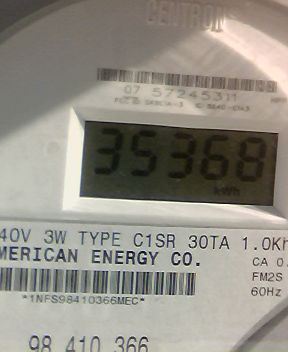 CENTRON
07 57245311
35368
kWh
40V 3W TYPE C1SR 30TA 1.0Kh
MERICAN ENERGY CO.
CA 0.
FM2S
60Hz
*1NFS98410366MEC*
98 410 366